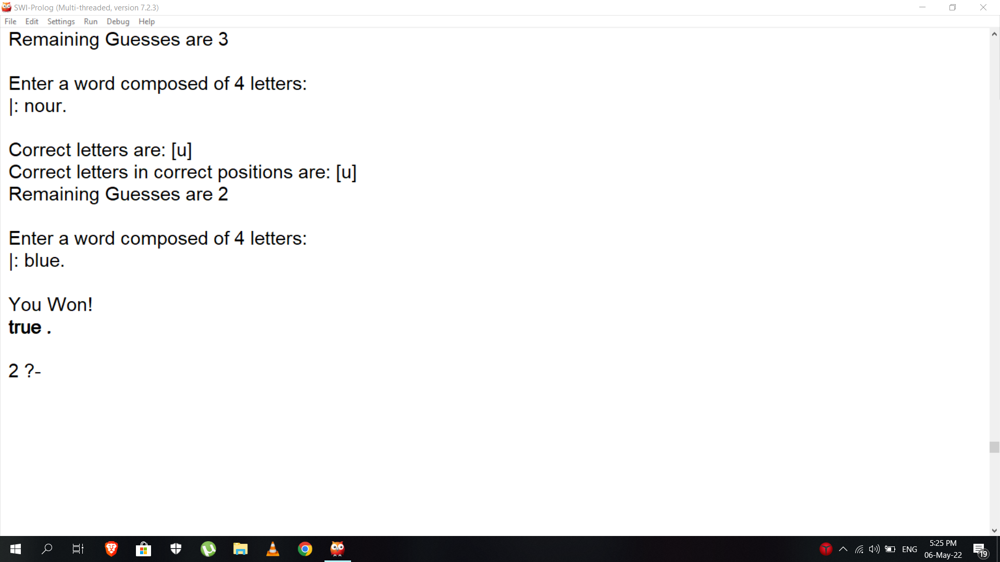 SWI-Prolog (Multi-threaded, version 7.2.3)
File Edit Settings Run Debug Help
Remaining Guesses are 3
Enter a word composed of 4 letters:
|: nour.
Correct letters are: [u]
Correct letters in correct positions are: [u]
Remaining Guesses are 2
Enter a word composed of 4 letters:
|: blue.
You Won!
true .
2 ?-
ENG
5:25 PM
06-May-22
19